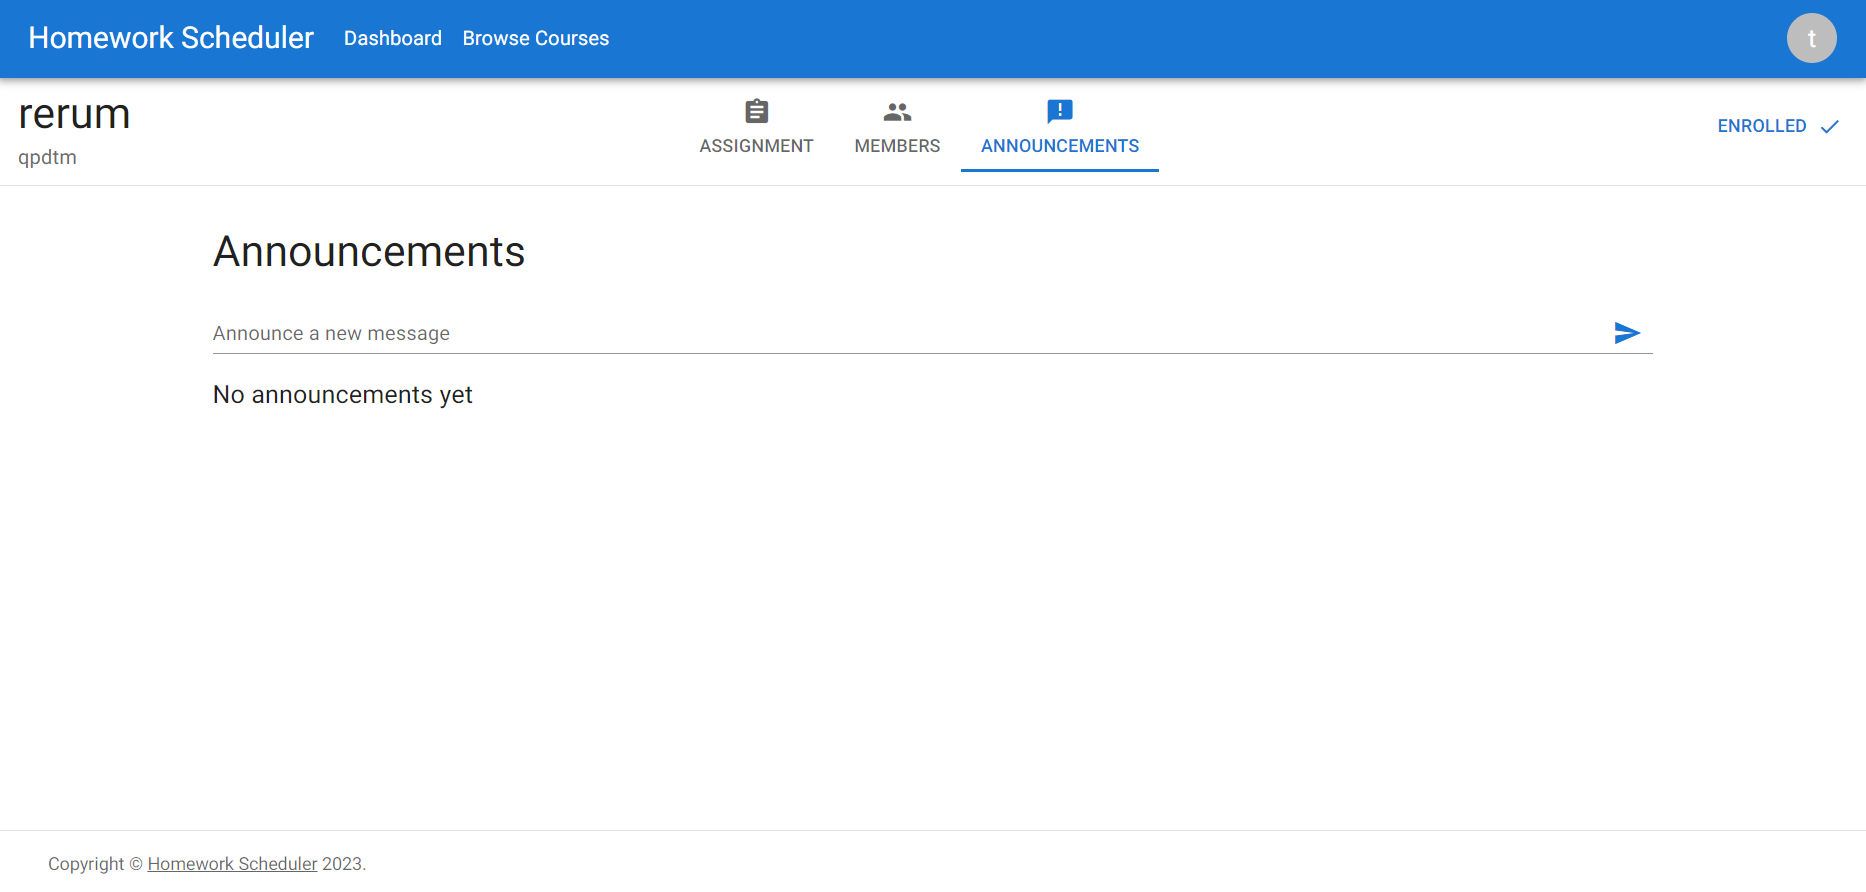 Homework Scheduler Dashboard Browse Courses t
rerum
qpdtm
ASSIGNMENT MEMBERS ANNOUNCEMENTS
ENROLLED
Announcements
Announce a new message
No announcements yet
Copyright © Homework Scheduler 2023.